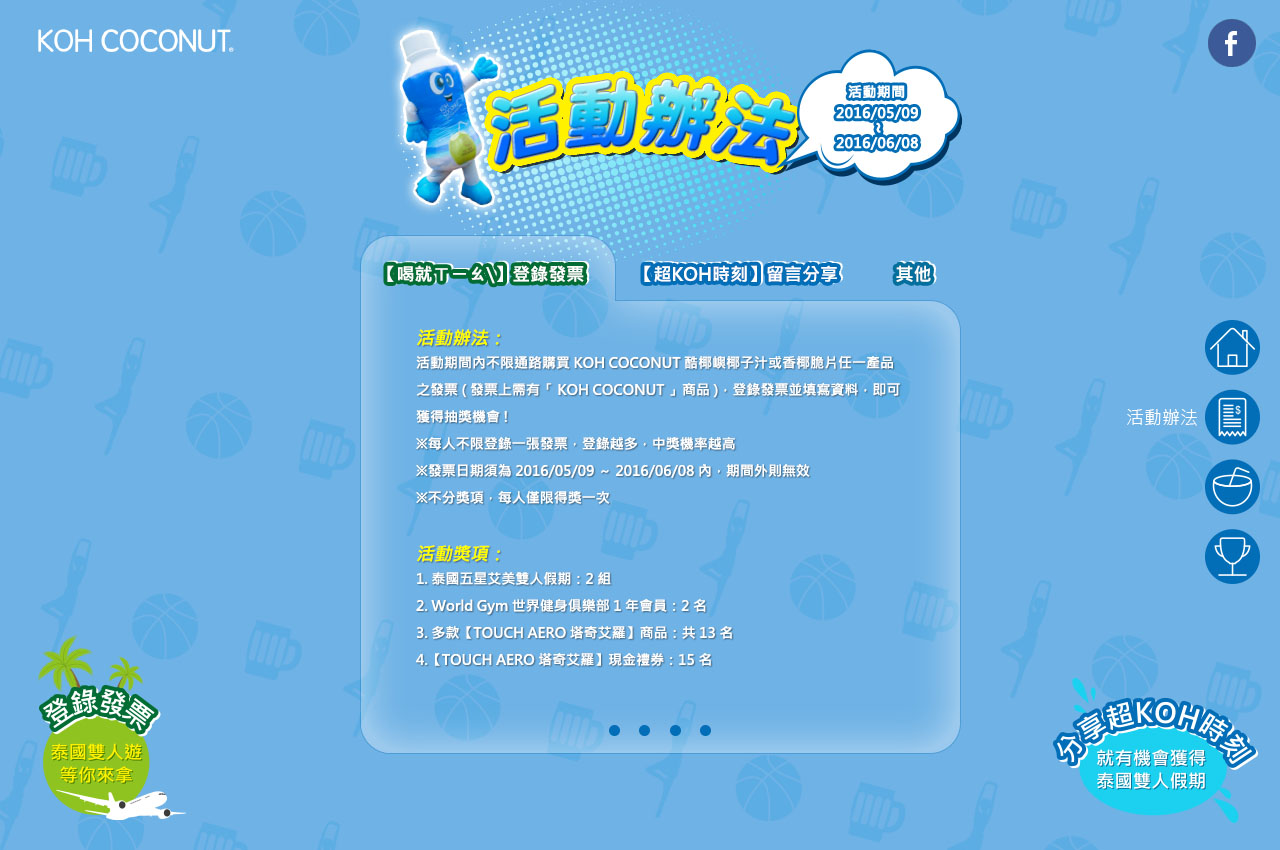 KOH COCONUT®
f
活動辦法
活動期間
2016/05/09
~
2016/06/08
【喝就ㄒㄧㄠˋ】登錄發票
【超KOH時刻】留言分享
其他
活動辦法：
活動期間內不限通路購買 KOH COCONUT 酷椰嶼椰子汁或香椰脆片任一產品
之發票 ( 發票上需有「 KOH COCONUT 」商品 )，登錄發票並填寫資料，即可
獲得抽獎機會 !
※每人不限登錄一張發票，登錄越多，中獎機率越高
※發票日期須為 2016/05/09 ~ 2016/06/08 內，期間外則無效
※不分獎項，每人僅限得獎一次
活動獎項：
1. 泰國五星艾美雙人假期：2 組
2. World Gym 世界健身俱樂部 1 年會員：2 名
3. 多款【TOUCH AERO 塔奇艾羅】商品：共 13 名
4.【TOUCH AERO 塔奇艾羅】現金禮券：15 名
活動辦法
$
登錄發票
泰國雙人遊
等你來拿
分享超KOH時刻
就有機會獲得
泰國雙人假期